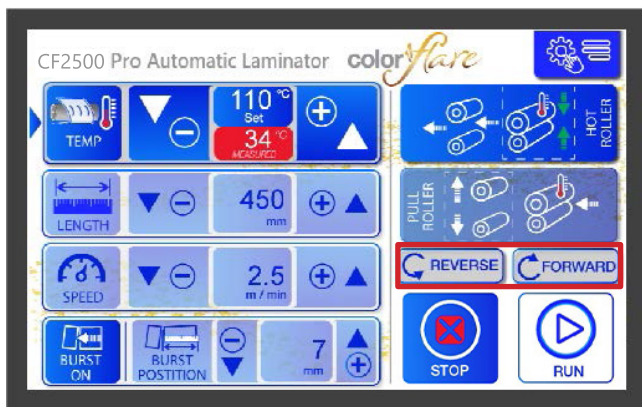 CF2500 Pro Automatic Laminator colorflare
TEMP
110 °C
Set
34 °C
MEASURED
HOT ROLLER
LENGTH
450
mm
PULL ROLLER
REVERSE
FORWARD
SPEED
2.5
m / min
BURST ON
BURST POSTITION
7
mm
STOP
RUN